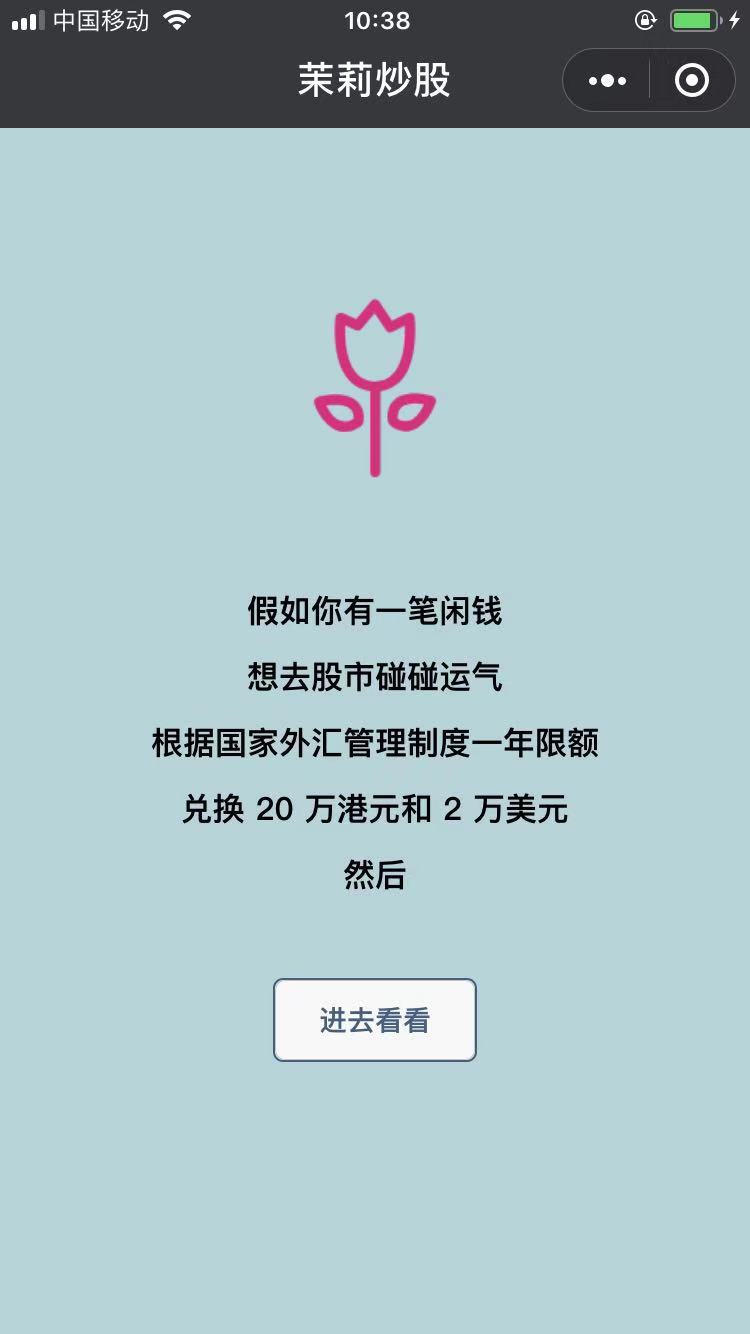 中国移动
10:38
茉莉炒股
假如你有一笔闲钱
想去股市碰碰运气
根据国家外汇管理制度一年限额
兑换 20 万港元和 2 万美元
然后
进去看看